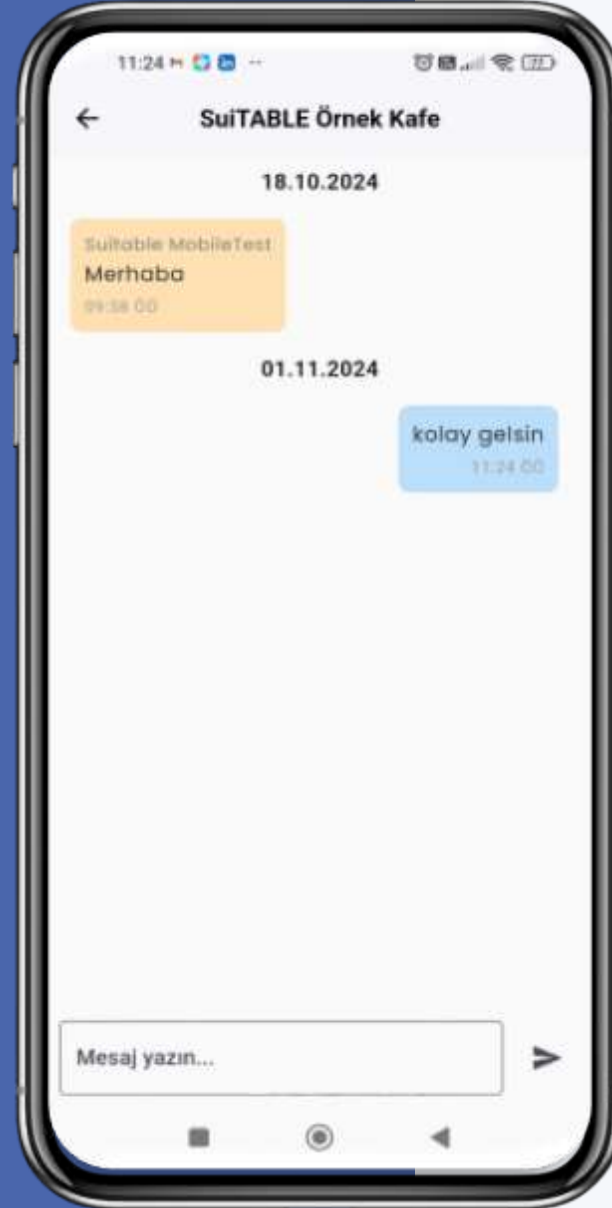 11:24
SuiTABLE Örnek Kafe
18.10.2024
Suitable MobileTest
Merhaba
09:58
01.11.2024
kolay gelsin
11:24
Mesaj yazın...